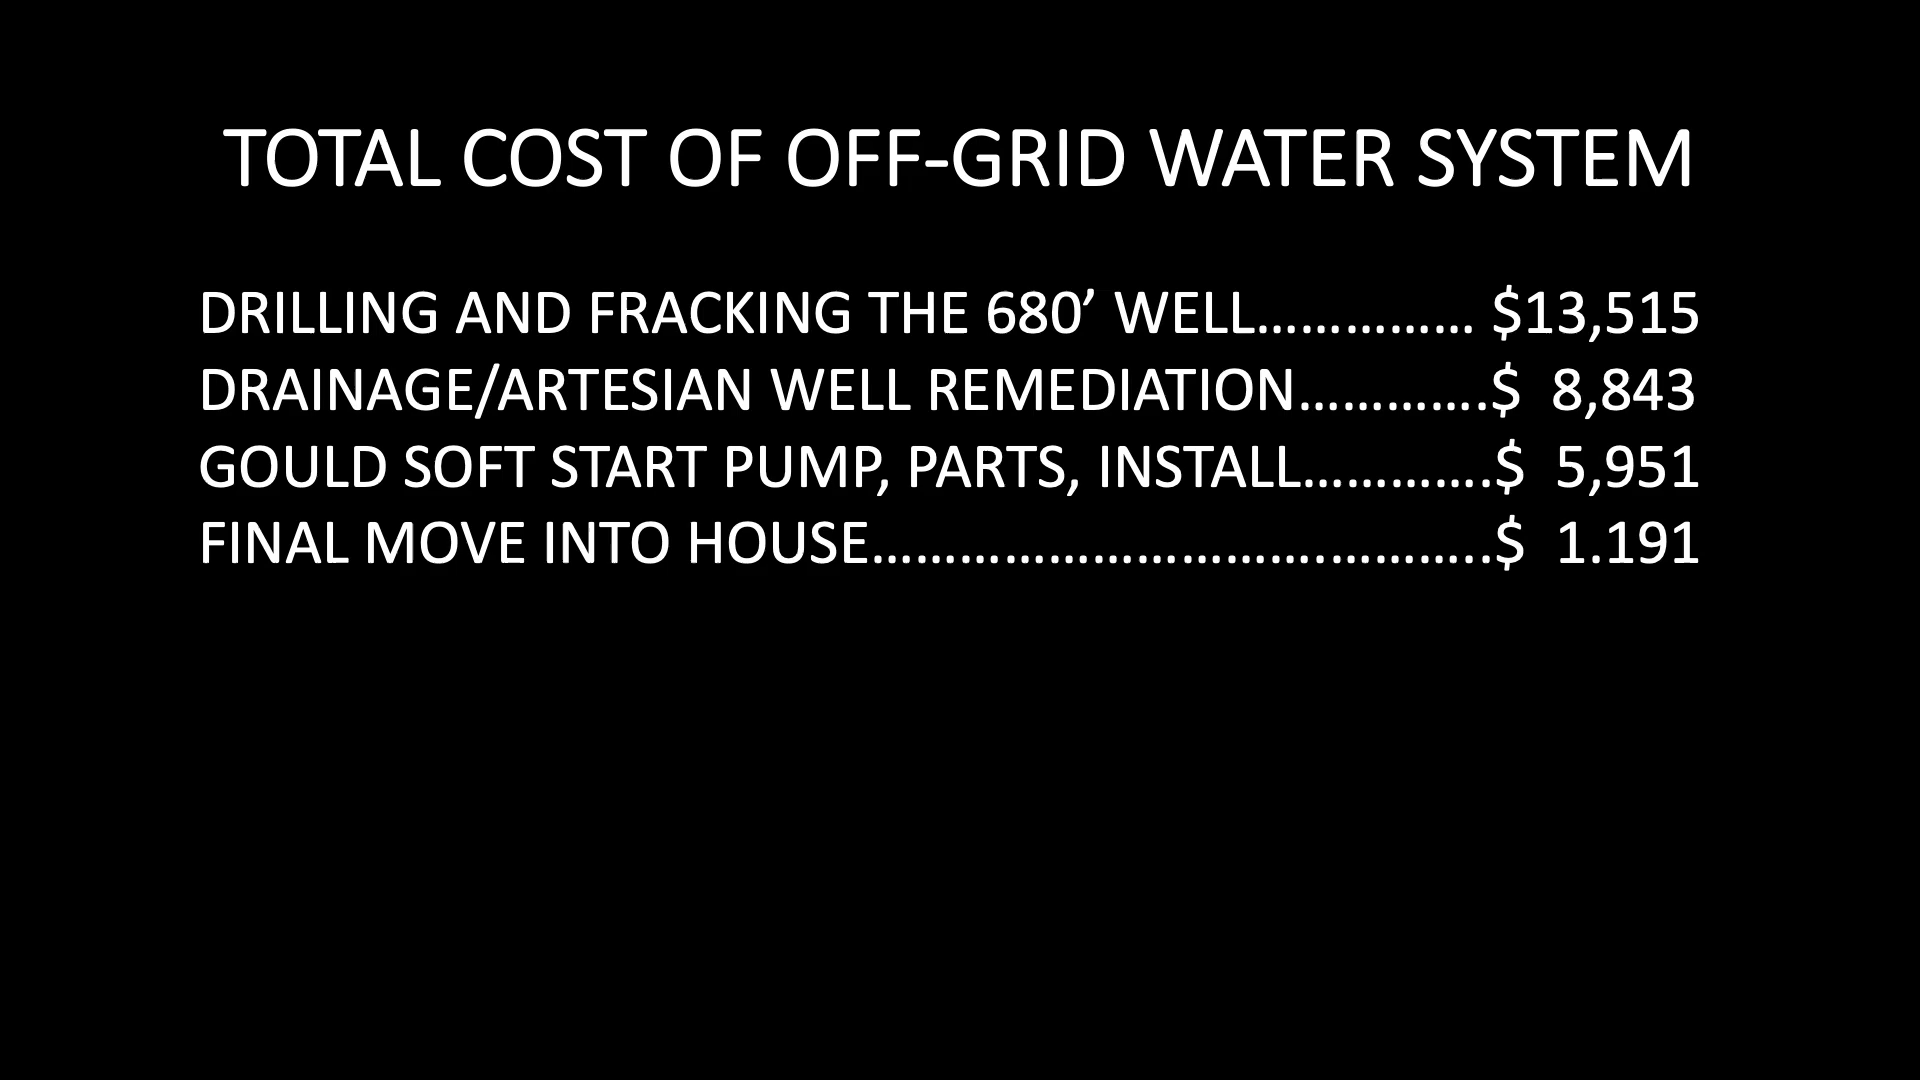 TOTAL COST OF OFF-GRID WATER SYSTEM
DRILLING AND FRACKING THE 680’ WELL…………… $13,515
DRAINAGE/ARTESIAN WELL REMEDIATION………….$ 8,843
GOULD SOFT START PUMP, PARTS, INSTALL………….$ 5,951
FINAL MOVE INTO HOUSE………………………….………..$ 1.191